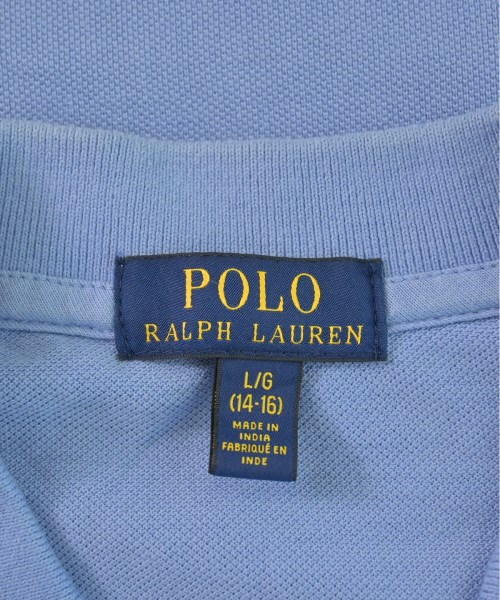 POLO
RALPH LAUREN
L/G
(14-16)
MADE IN
INDIA
FABRIQUÉ EN
INDE